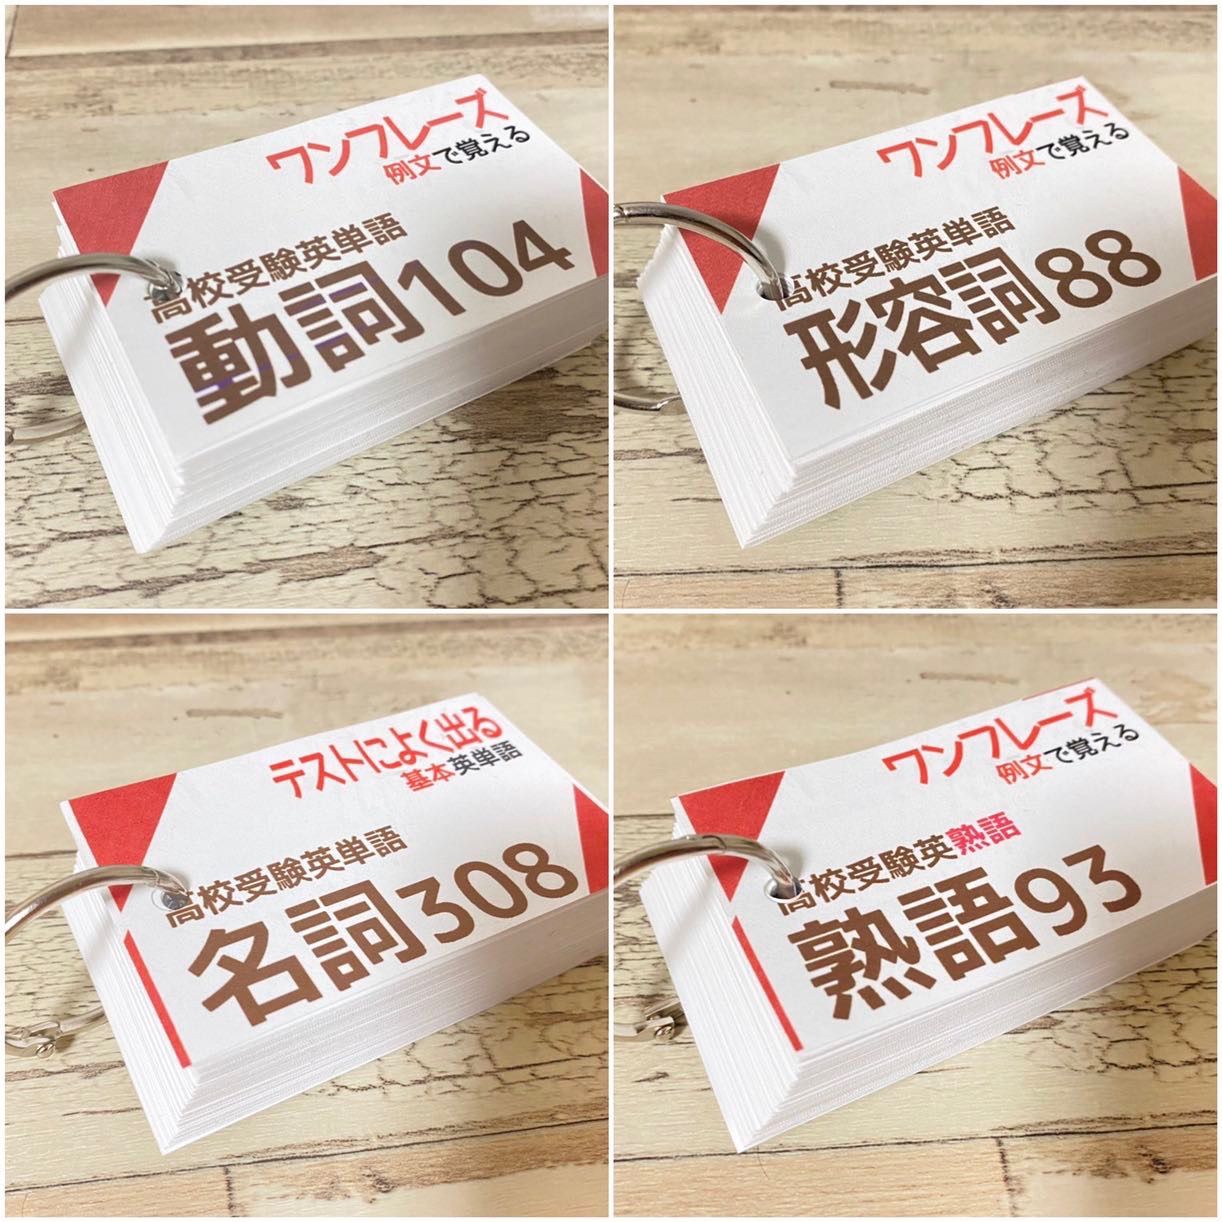 ワンフレーズ
例文で覚える
高校受験英単語
動詞104
ワンフレーズ
例文で覚える
高校受験英単語
形容詞88
テストによく出る
基本英単語
高校受験英単語
名詞308
ワンフレーズ
例文で覚える
高校受験英熟語
熟語93